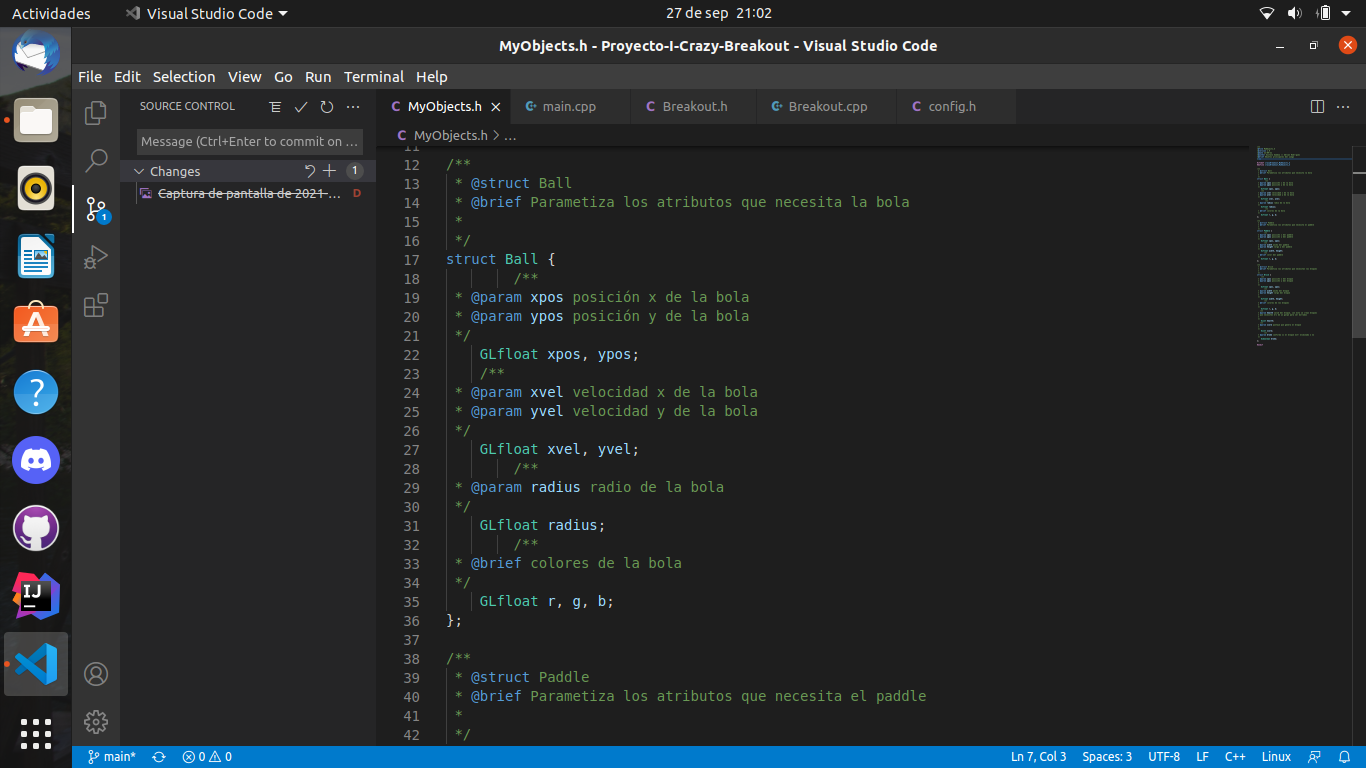 Actividades Visual Studio Code 27 de sep 21:02
MyObjects.h - Proyecto-I-Crazy-Breakout - Visual Studio Code
File Edit Selection View Go Run Terminal Help
SOURCE CONTROL
Message (Ctrl+Enter to commit on ...
Changes 1
Captura de pantalla de 2021-... D
1
MyObjects.h main.cpp Breakout.h Breakout.cpp config.h
MyObjects.h > ...
11
12 /**
13 * @struct Ball
14 * @brief Parametiza los atributos que necesita la bola
15 *
16 */
17 struct Ball {
18 /**
19 * @param xpos posición x de la bola
20 * @param ypos posición y de la bola
21 */
22 GLfloat xpos, ypos;
23 /**
24 * @param xvel velocidad x de la bola
25 * @param yvel velocidad y de la bola
26 */
27 GLfloat xvel, yvel;
28 /**
29 * @param radius radio de la bola
30 */
31 GLfloat radius;
32 /**
33 * @brief colores de la bola
34 */
35 GLfloat r, g, b;
36 };
37
38 /**
39 * @struct Paddle
40 * @brief Parametiza los atributos que necesita el paddle
41 *
42 */
IJ
main* 0 0 Ln 7, Col 3 Spaces: 3 UTF-8 LF C++ Linux